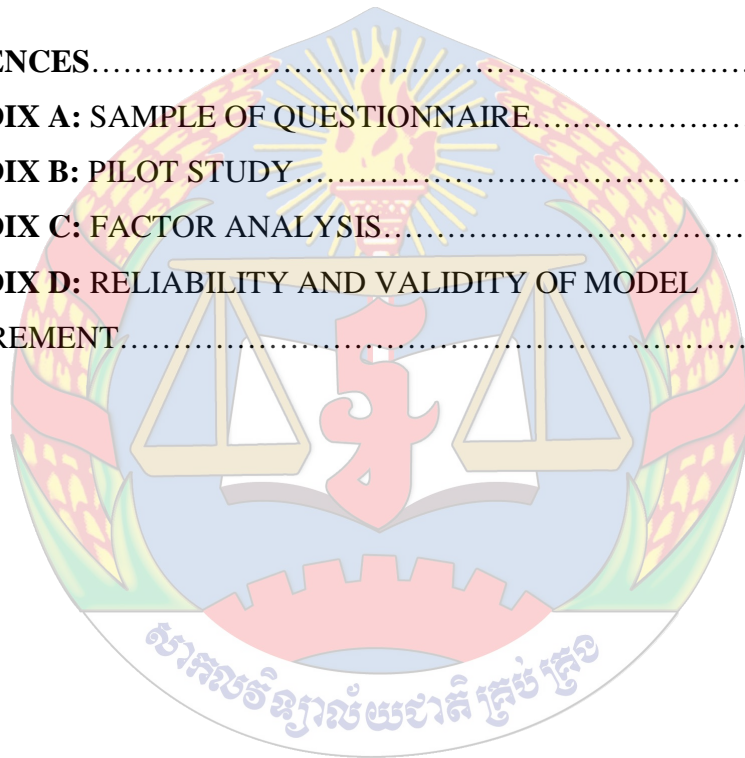 ENCES……………………………………………………
DIX A: SAMPLE OF QUESTIONNAIRE…………………
DIX B: PILOT STUDY……………………………………
DIX C: FACTOR ANALYSIS……………………………
DIX D: RELIABILITY AND VALIDITY OF MODEL
REMENT……………………………………………………
សាកលវិទ្យាល័យជាតិគ្រប់គ្រង